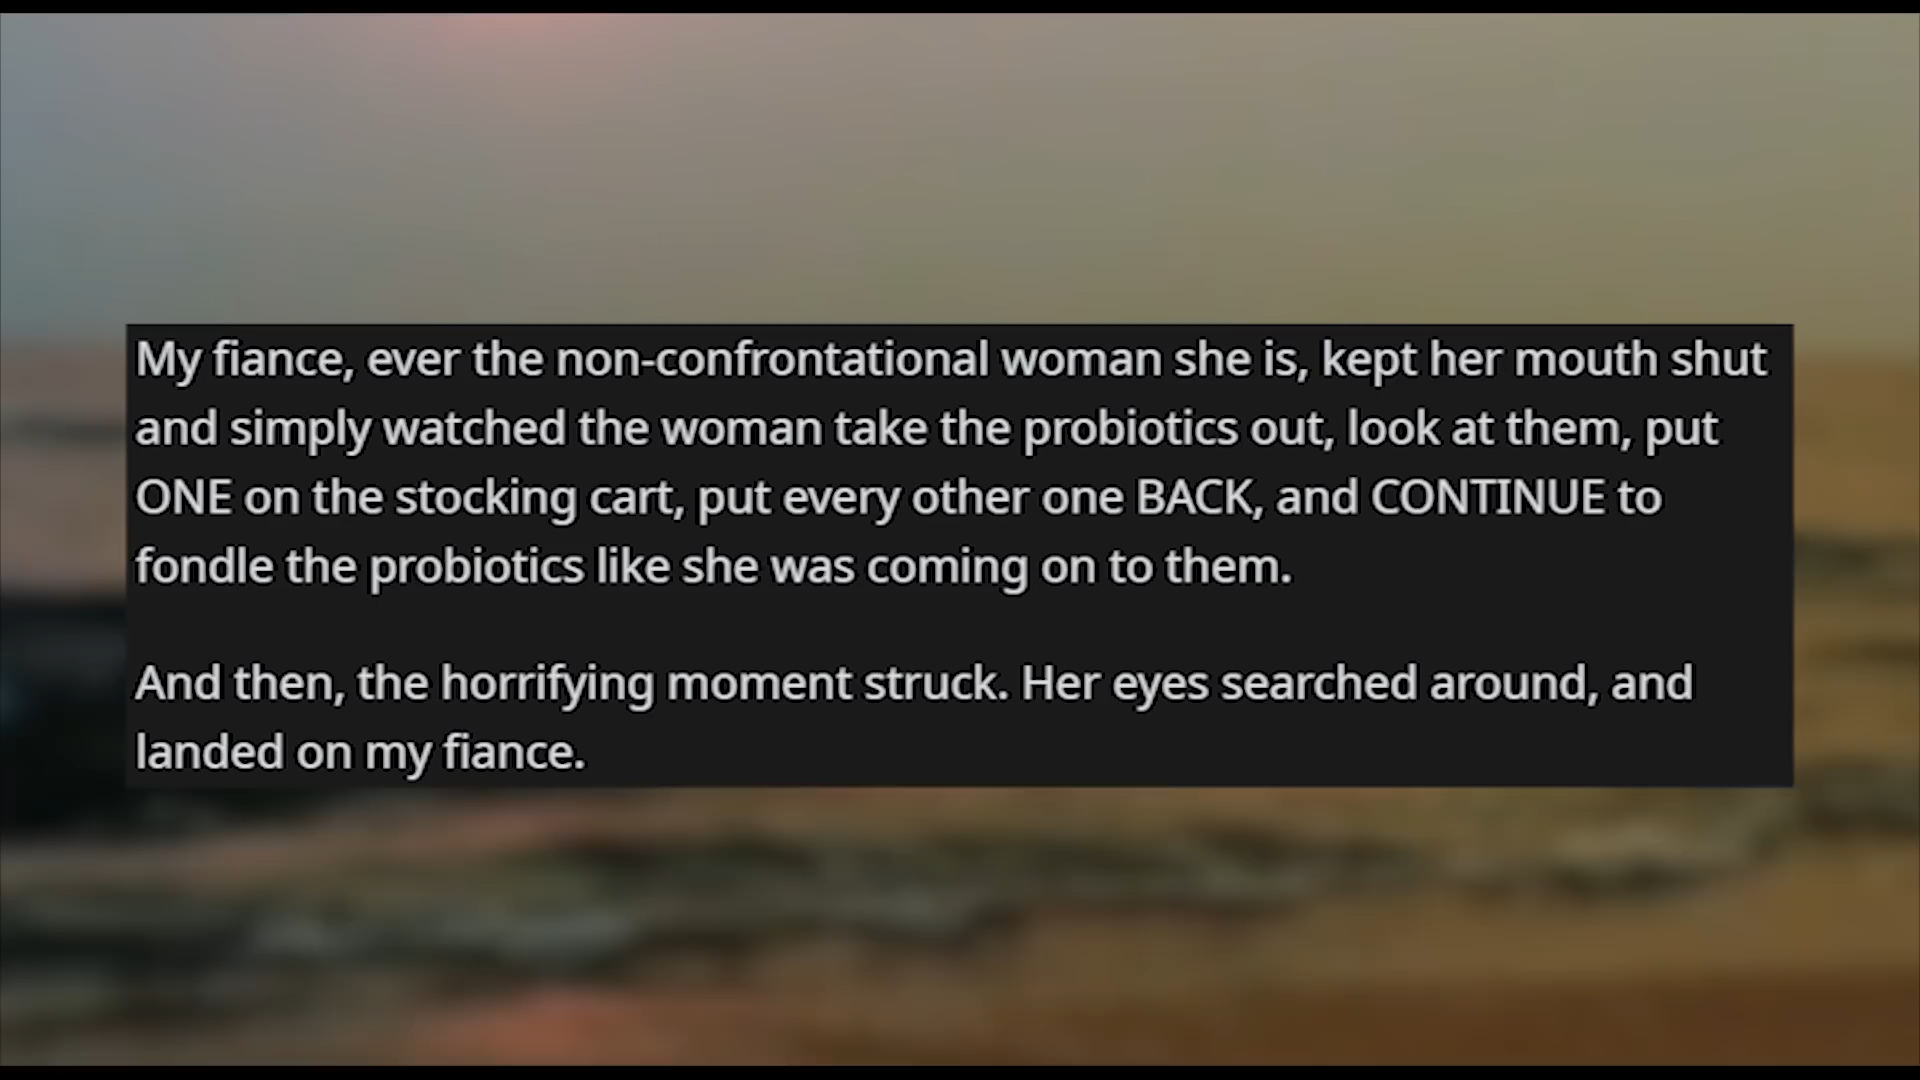 My fiance, ever the non-confrontational woman she is, kept her mouth shut
and simply watched the woman take the probiotics out, look at them, put
ONE on the stocking cart, put every other one BACK, and CONTINUE to
fondle the probiotics like she was coming on to them.
And then, the horrifying moment struck. Her eyes searched around, and
landed on my fiance.